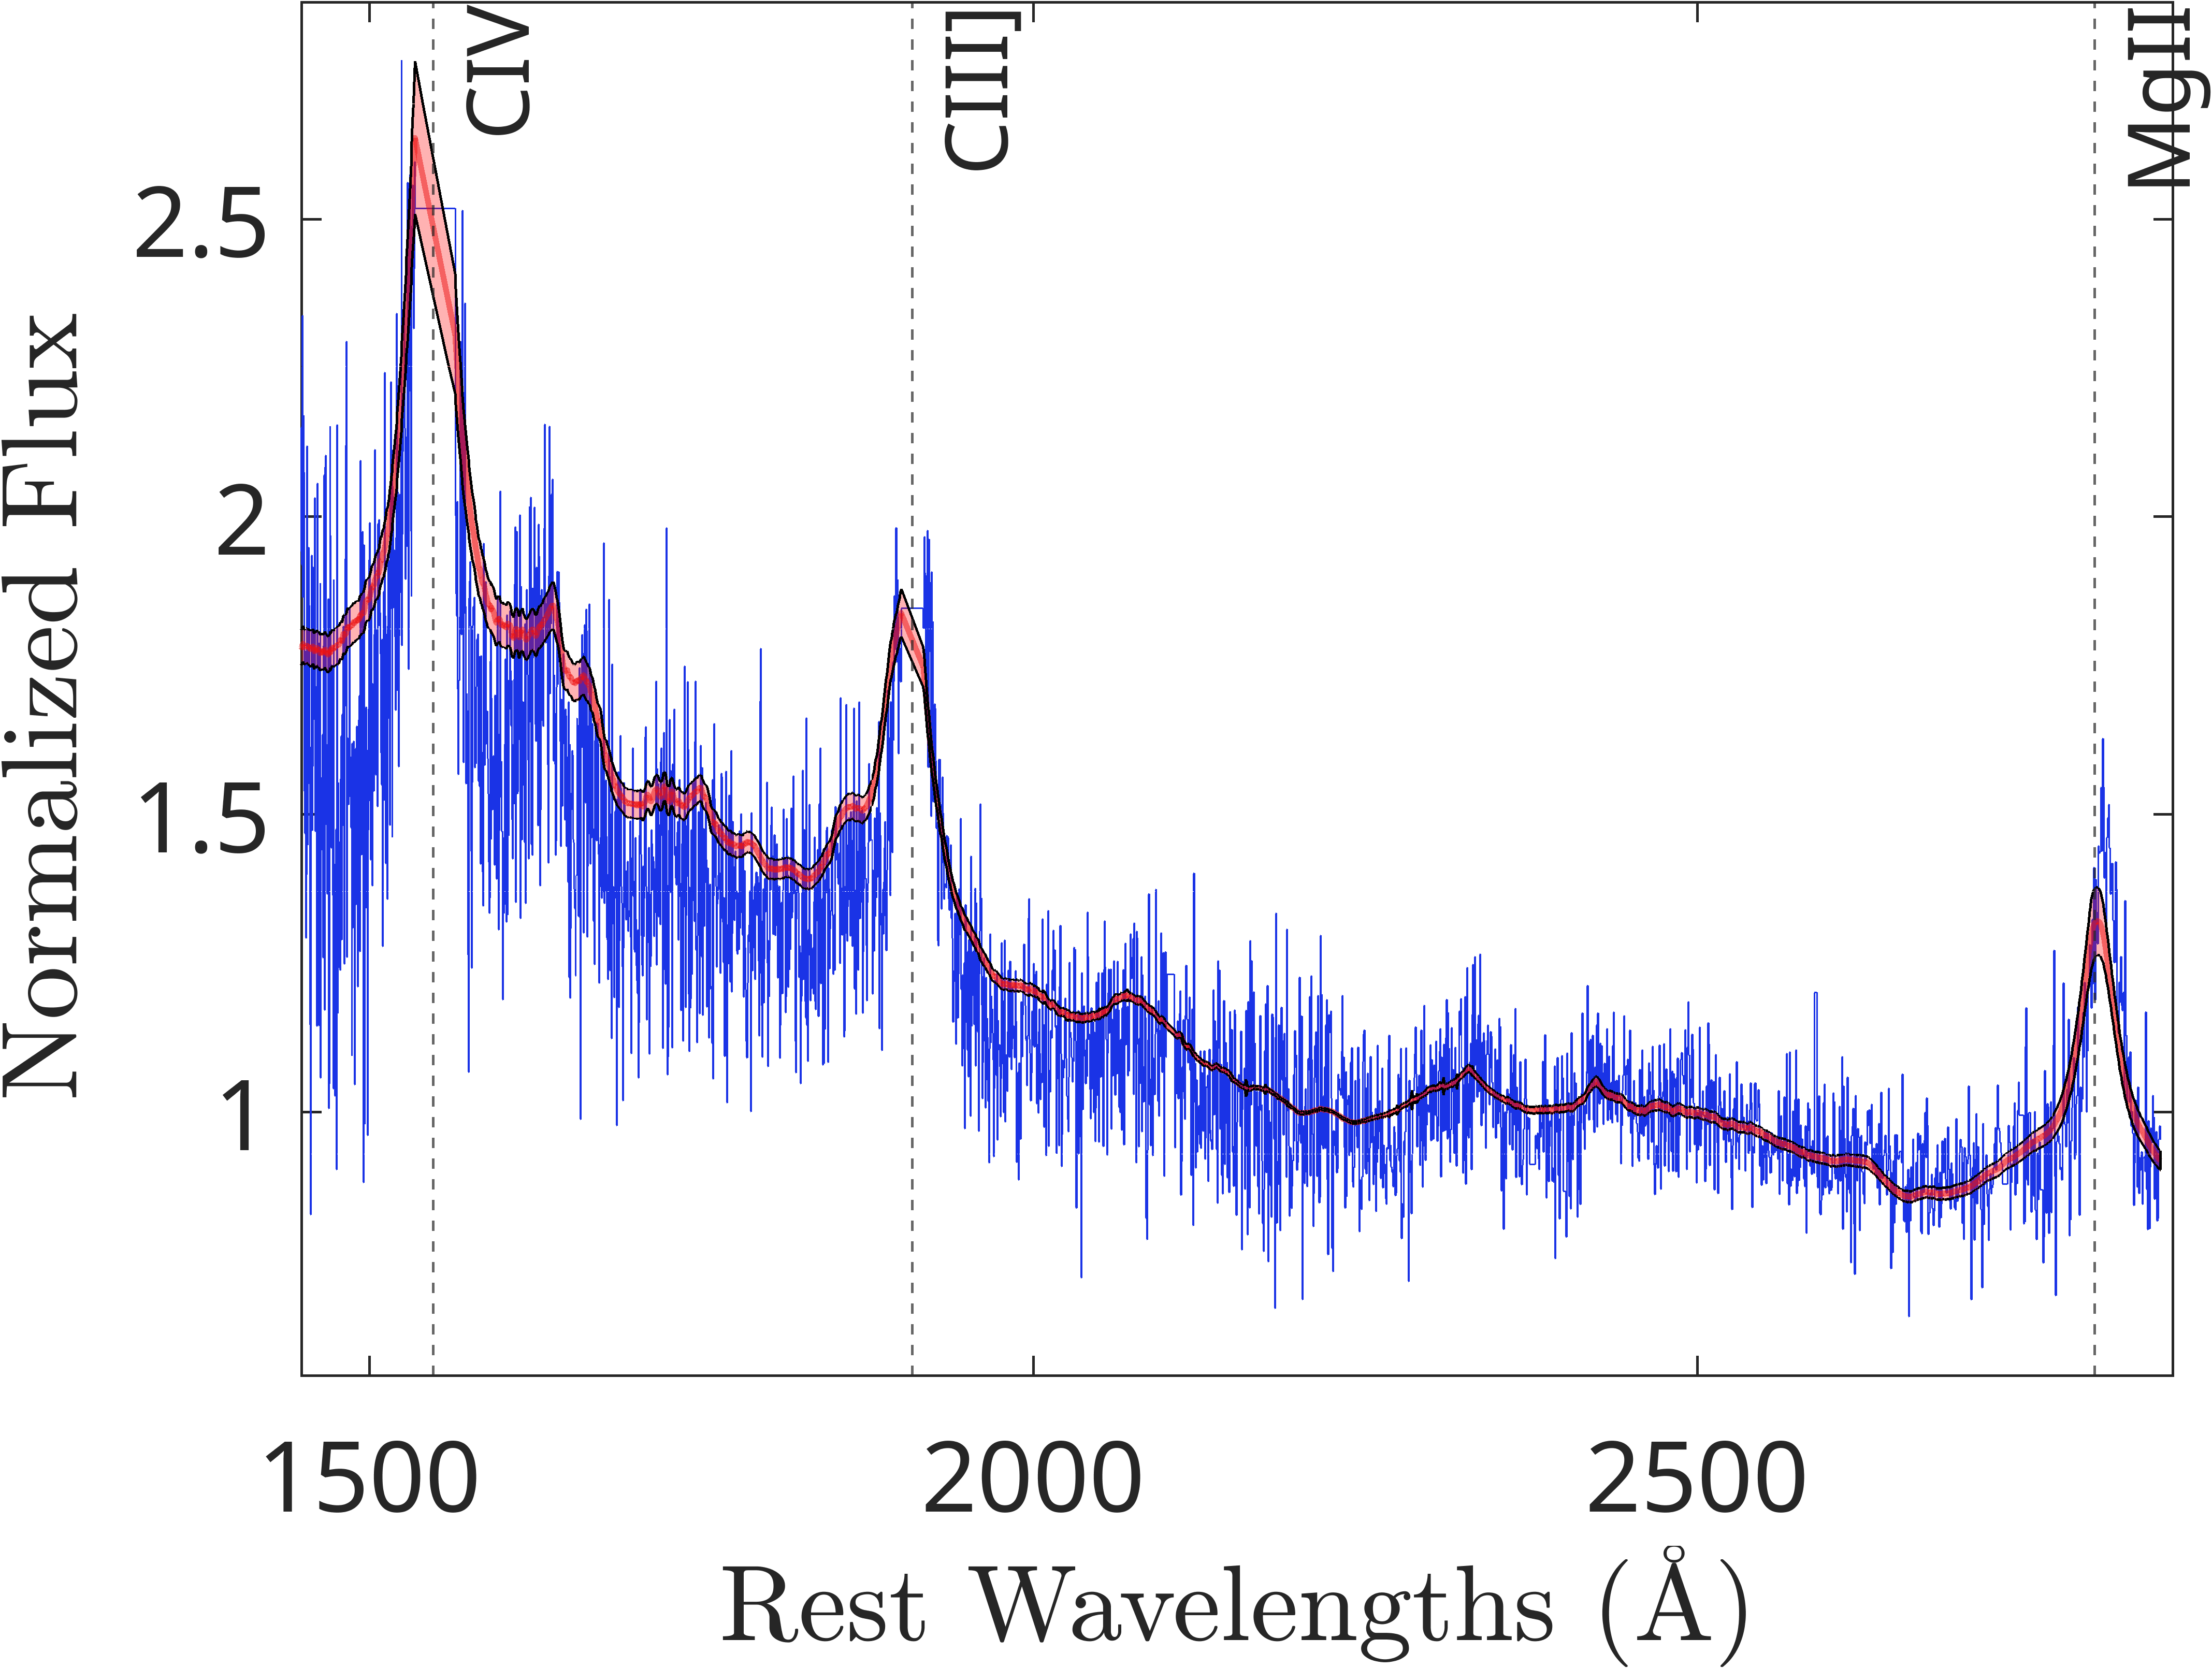 CIV
CIII]
MgII
Normalized Flux
2.5
2
1.5
1
1500
2000
2500
Rest Wavelengths (Å)